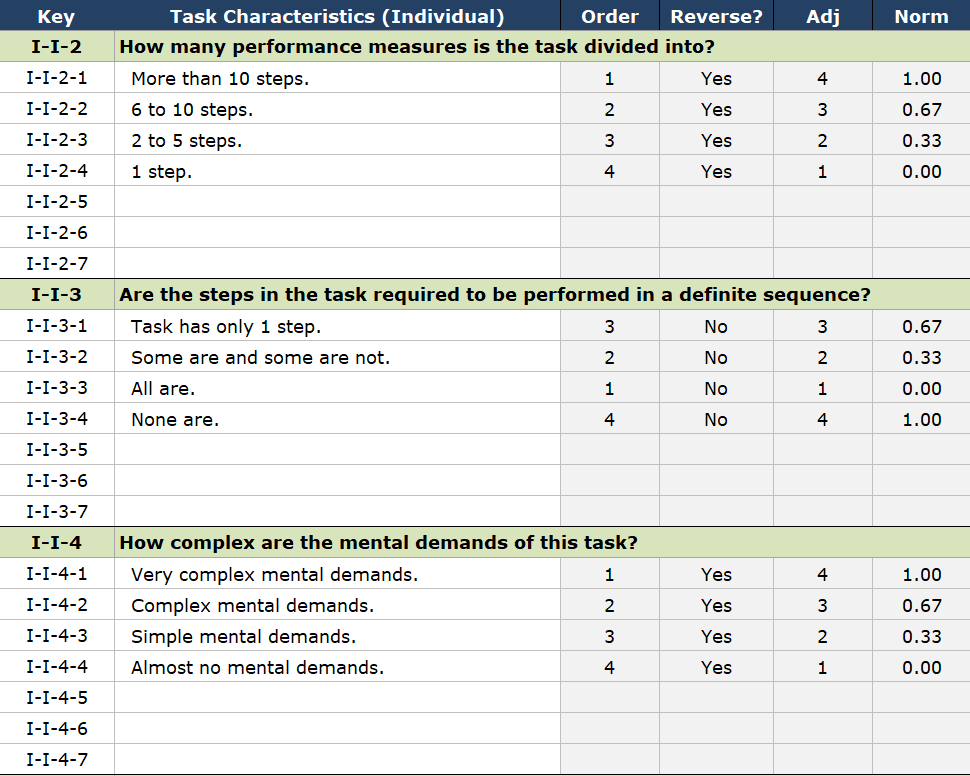 Key Task Characteristics (Individual) Order Reverse? Adj Norm
I-I-2 How many performance measures is the task divided into?
I-I-2-1 More than 10 steps. 1 Yes 4 1.00
I-I-2-2 6 to 10 steps. 2 Yes 3 0.67
I-I-2-3 2 to 5 steps. 3 Yes 2 0.33
I-I-2-4 1 step. 4 Yes 1 0.00
I-I-2-5
I-I-2-6
I-I-2-7
I-I-3 Are the steps in the task required to be performed in a definite sequence?
I-I-3-1 Task has only 1 step. 3 No 3 0.67
I-I-3-2 Some are and some are not. 2 No 2 0.33
I-I-3-3 All are. 1 No 1 0.00
I-I-3-4 None are. 4 No 4 1.00
I-I-3-5
I-I-3-6
I-I-3-7
I-I-4 How complex are the mental demands of this task?
I-I-4-1 Very complex mental demands. 1 Yes 4 1.00
I-I-4-2 Complex mental demands. 2 Yes 3 0.67
I-I-4-3 Simple mental demands. 3 Yes 2 0.33
I-I-4-4 Almost no mental demands. 4 Yes 1 0.00
I-I-4-5
I-I-4-6
I-I-4-7